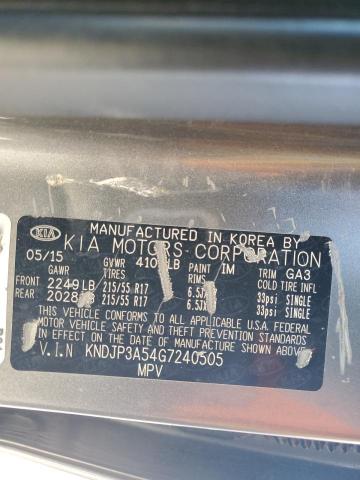 KIA
MANUFACTURED IN KOREA BY
KIA MOTORS CORPORATION
05/15 GVWR PAINT IM TRIM GA3
GAWR TIRES COLD TIRE INFL
FRONT 2249LB 215/55 R17 33psi SINGLE
REAR 2028 215/55 R17 33psi SINGLE
THIS VEHICLE CONFORMS TO ALL APPLICABLE U.S.A. FEDERAL
MOTOR VEHICLE SAFETY, BUMPER, AND THEFT PREVENTION
STANDARDS IN EFFECT ON THE DATE OF MANUFACTURE SHOWN ABOVE.
V.I.N KNDJP3A54G7240505
MPV